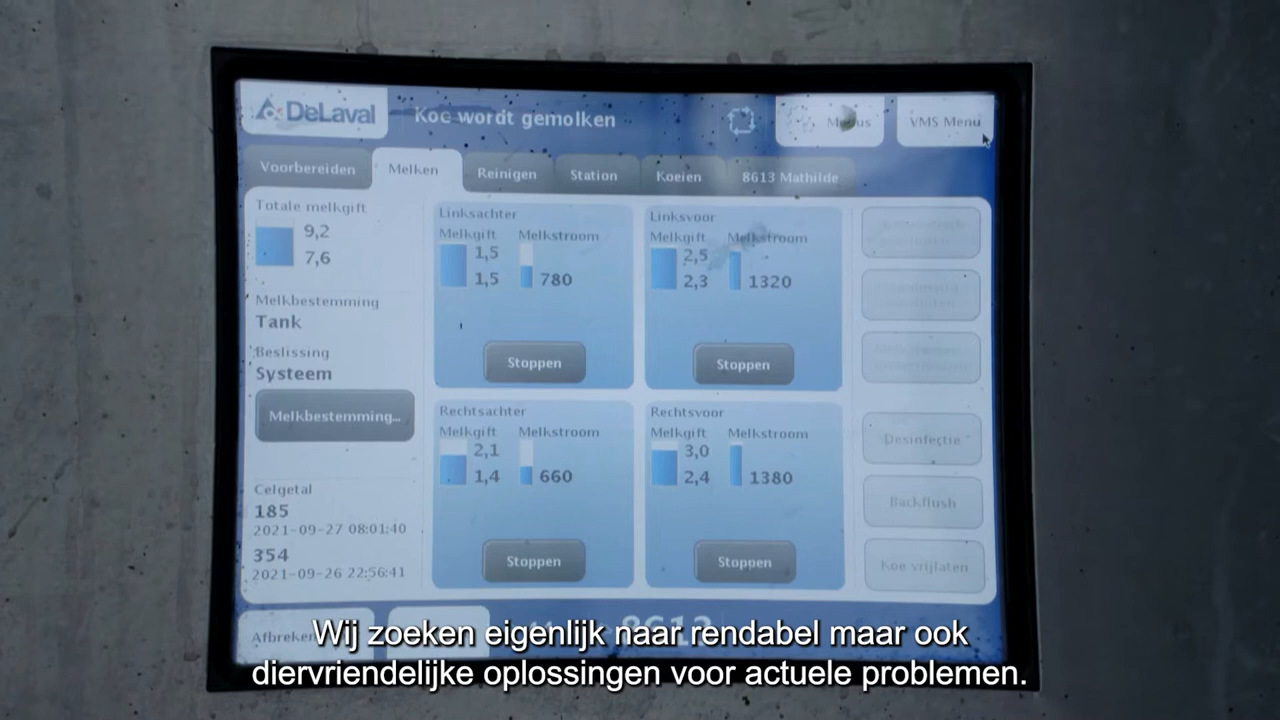 DeLaval
Koe wordt gemolken
Modus
VMS Menu
Voorbereiden
Melken
Reinigen
Station
Koeien
8613 Mathilde
Totale melkgift
9,2
7,6
Melkbestemming
Tank
Beslissing
Systeem
Melkbestemming...
Celgetal
185
2021-09-27 08:01:40
354
2021-09-26 22:56:41
Linksachter
Melkgift Melkstroom
1,5
1,5 780
Stoppen
Linksvoor
Melkgift Melkstroom
2,5
2,3 1320
Stoppen
Rechtsachter
Melkgift Melkstroom
2,1
1,4 660
Stoppen
Rechtsvoor
Melkgift Melkstroom
3,0
2,4 1380
Stoppen
Desinfectie
Backflush
Koe vrijlaten
Afbreken
8613
Wij zoeken eigenlijk naar rendabel maar ook
diervriendelijke oplossingen voor actuele problemen.